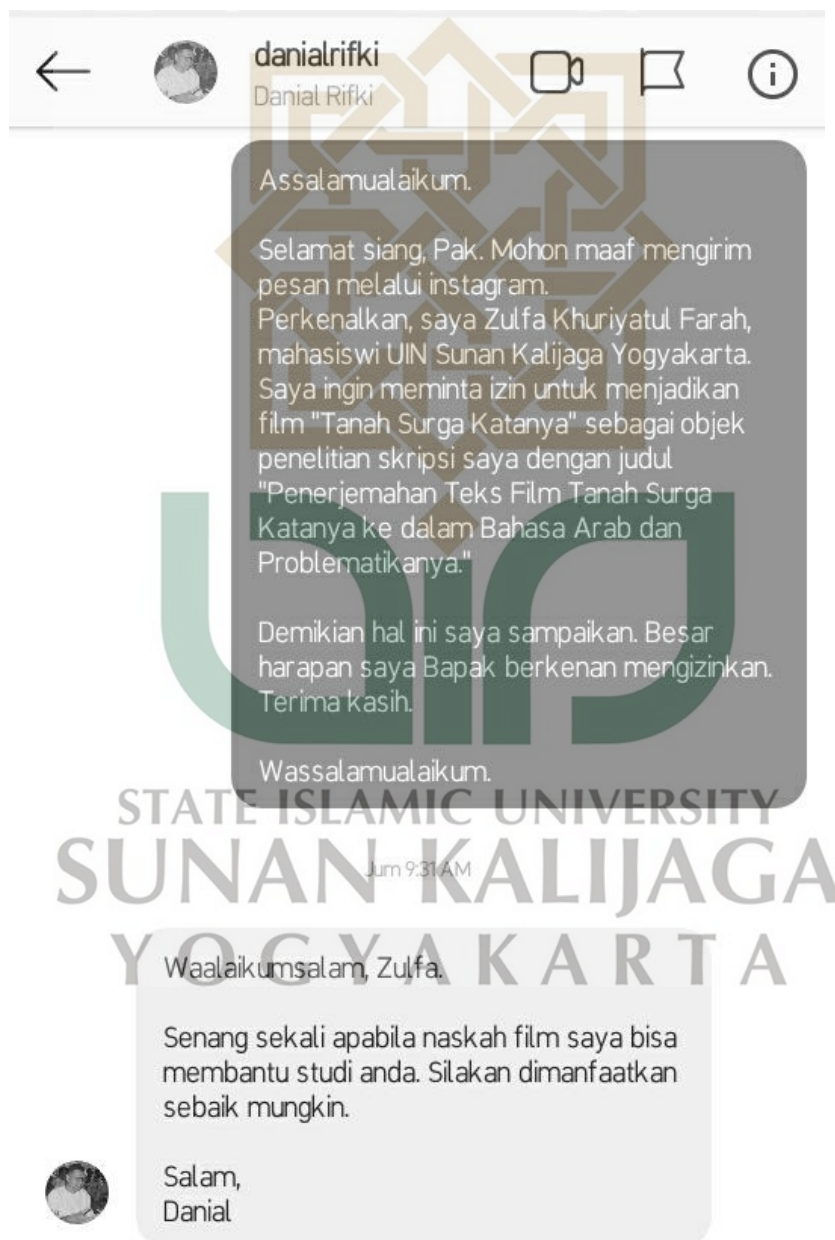 danialrifki
Danial Rifki
Assalamualaikum.
Selamat siang, Pak. Mohon maaf mengirim
pesan melalui instagram.
Perkenalkan, saya Zulfa Khuriyatul Farah,
mahasiswi UIN Sunan Kalijaga Yogyakarta.
Saya ingin meminta izin untuk menjadikan
film "Tanah Surga Katanya" sebagai objek
penelitian skripsi saya dengan judul
"Penerjemahan Teks Film Tanah Surga
Katanya ke dalam Bahasa Arab dan
Problematikanya."
Demikian hal ini saya sampaikan. Besar
harapan saya Bapak berkenan mengizinkan.
Terima kasih.
Wassalamualaikum.
STATE ISLAMIC UNIVERSITY
SUNAN KALIJAGA
Jum 9:31 AM
YOGYAKARTA
Waalaikumsalam, Zulfa.
Senang sekali apabila naskah film saya bisa
membantu studi anda. Silakan dimanfaatkan
sebaik mungkin.
Salam,
Danial